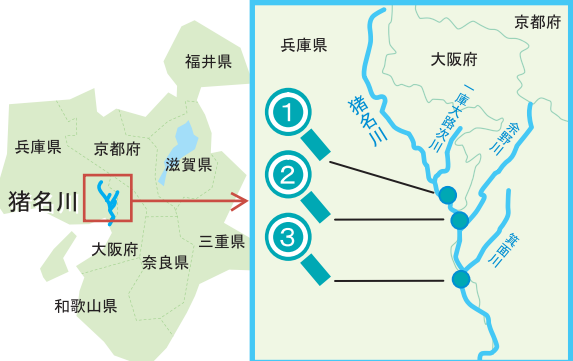 福井県
兵庫県
京都府
滋賀県
猪名川
大阪府
三重県
奈良県
和歌山県
京都府
兵庫県
大阪府
猪名川
一庫大路次川
余野川
箕面川
1
2
3